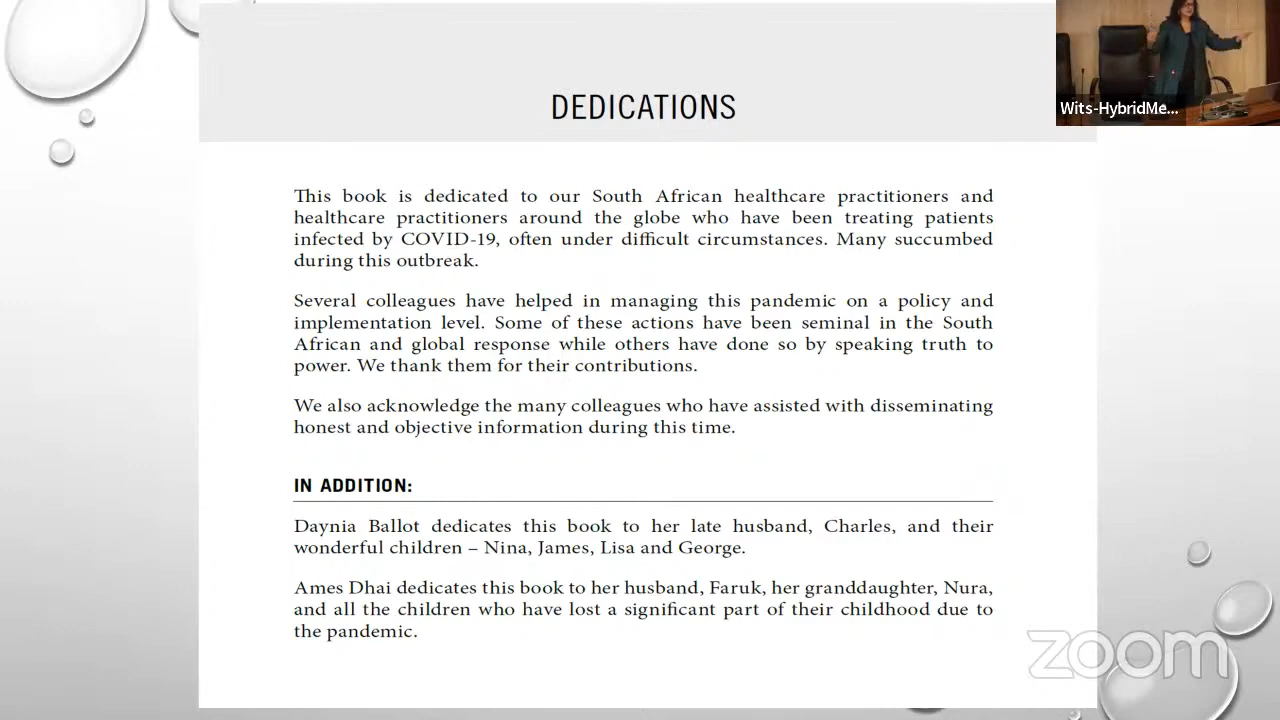 DEDICATIONS
Wits-HybridMe...
This book is dedicated to our South African healthcare practitioners and
healthcare practitioners around the globe who have been treating patients
infected by COVID-19, often under difficult circumstances. Many succumbed
during this outbreak.
Several colleagues have helped in managing this pandemic on a policy and
implementation level. Some of these actions have been seminal in the South
African and global response while others have done so by speaking truth to
power. We thank them for their contributions.
We also acknowledge the many colleagues who have assisted with disseminating
honest and objective information during this time.
IN ADDITION:
Daynia Ballot dedicates this book to her late husband, Charles, and their
wonderful children – Nina, James, Lisa and George.
Ames Dhai dedicates this book to her husband, Faruk, her granddaughter, Nura,
and all the children who have lost a significant part of their childhood due to
the pandemic.
zoom